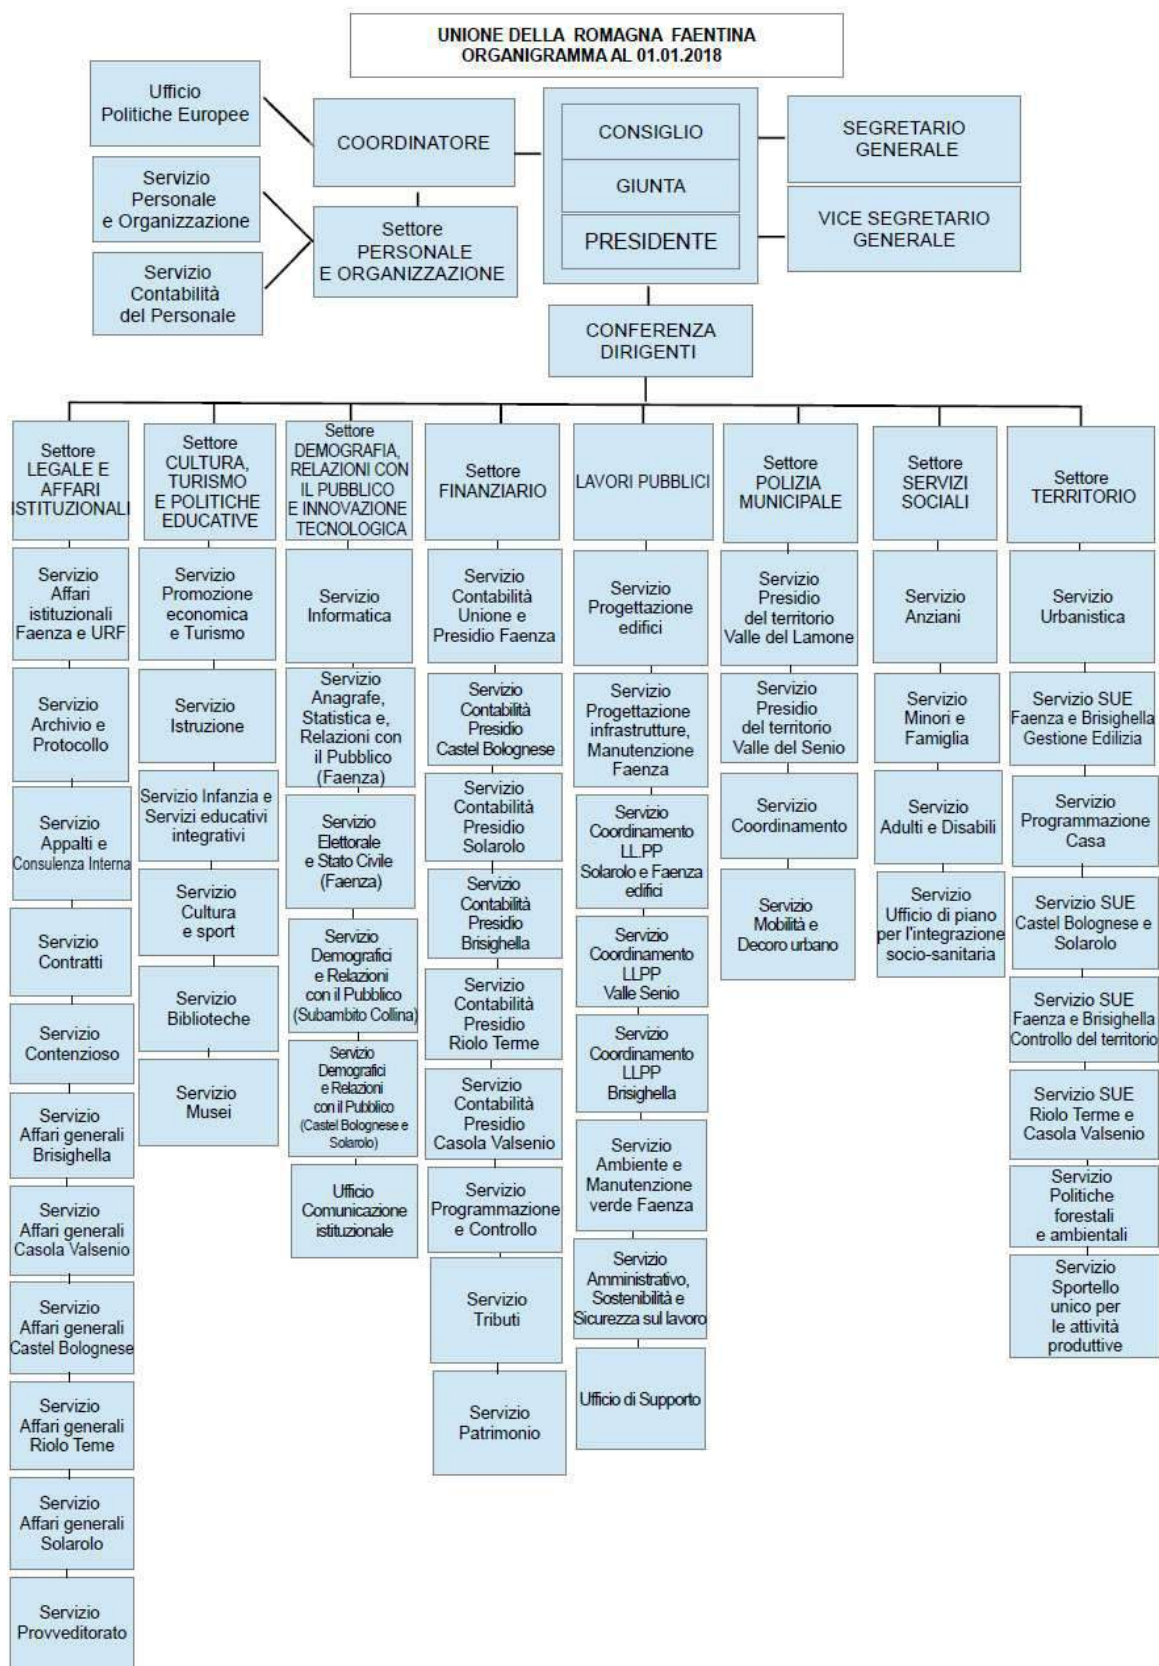 UNIONE DELLA ROMAGNA FAENTINA
ORGANIGRAMMA AL 01.01.2018
Ufficio
Politiche Europee
Servizio
Personale
e Organizzazione
Servizio
Contabilità
del Personale
COORDINATORE
Settore
PERSONALE
E ORGANIZZAZIONE
CONSIGLIO
GIUNTA
PRESIDENTE
SEGRETARIO
GENERALE
VICE SEGRETARIO
GENERALE
CONFERENZA
DIRIGENTI
Settore
LEGALE E
AFFARI
ISTITUZIONALI
Servizio
Affari
istituzionali
Faenza e URF
Servizio
Archivio e
Protocollo
Servizio
Appalti e
Consulenza Interna
Servizio
Contratti
Servizio
Contenzioso
Servizio
Affari generali
Brisighella
Servizio
Affari generali
Casola Valsenio
Servizio
Affari generali
Castel Bolognese
Servizio
Affari generali
Riolo Teme
Servizio
Affari generali
Solarolo
Servizio
Provveditorato
Settore
CULTURA,
TURISMO
E POLITICHE
EDUCATIVE
Servizio
Promozione
economica
e Turismo
Servizio
Istruzione
Servizio Infanzia e
Servizi educativi
integrativi
Servizio
Cultura
e sport
Servizio
Biblioteche
Servizio
Musei
Settore
DEMOGRAFIA,
RELAZIONI CON
IL PUBBLICO
E INNOVAZIONE
TECNOLOGICA
Servizio
Informatica
Servizio
Anagrafe,
Statistica e,
Relazioni con
il Pubblico
(Faenza)
Servizio
Elettorale
e Stato Civile
(Faenza)
Servizio
Demografici
e Relazioni
con il Pubblico
(Subambito Collina)
Servizio
Demografici
e Relazioni
con il Pubblico
(Castel Bolognese e
Solarolo)
Ufficio
Comunicazione
istituzionale
Settore
FINANZIARIO
Servizio
Contabilità
Unione e
Presidio Faenza
Servizio
Contabilità
Presidio
Castel Bolognese
Servizio
Contabilità
Presidio
Solarolo
Servizio
Contabilità
Presidio
Brisighella
Servizio
Contabilità
Presidio
Riolo Terme
Servizio
Contabilità
Presidio
Casola Valsenio
Servizio
Programmazione
e Controllo
Servizio
Tributi
Servizio
Patrimonio
LAVORI PUBBLICI
Servizio
Progettazione
edifici
Servizio
Progettazione
infrastrutture,
Manutenzione
Faenza
Servizio
Coordinamento
LL.PP
Solarolo e Faenza
edifici
Servizio
Coordinamento
LLPP
Valle Senio
Servizio
Coordinamento
LLPP
Brisighella
Servizio
Ambiente e
Manutenzione
verde Faenza
Servizio
Amministrativo,
Sostenibilità e
Sicurezza sul lavoro
Ufficio di Supporto
Settore
POLIZIA
MUNICIPALE
Servizio
Presidio
del territorio
Valle del Lamone
Servizio
Presidio
del territorio
Valle del Senio
Servizio
Coordinamento
Servizio
Mobilità e
Decoro urbano
Settore
SERVIZI
SOCIALI
Servizio
Anziani
Servizio
Minori e
Famiglia
Servizio
Adulti e Disabili
Servizio
Ufficio di piano
per l'integrazione
socio-sanitaria
Settore
TERRITORIO
Servizio
Urbanistica
Servizio SUE
Faenza e Brisighella
Gestione Edilizia
Servizio
Programmazione
Casa
Servizio SUE
Castel Bolognese e
Solarolo
Servizio SUE
Faenza e Brisighella
Controllo del territorio
Servizio SUE
Riolo Terme e
Casola Valsenio
Servizio
Politiche
forestali
e ambientali
Servizio
Sportello
unico per
le attività
produttive